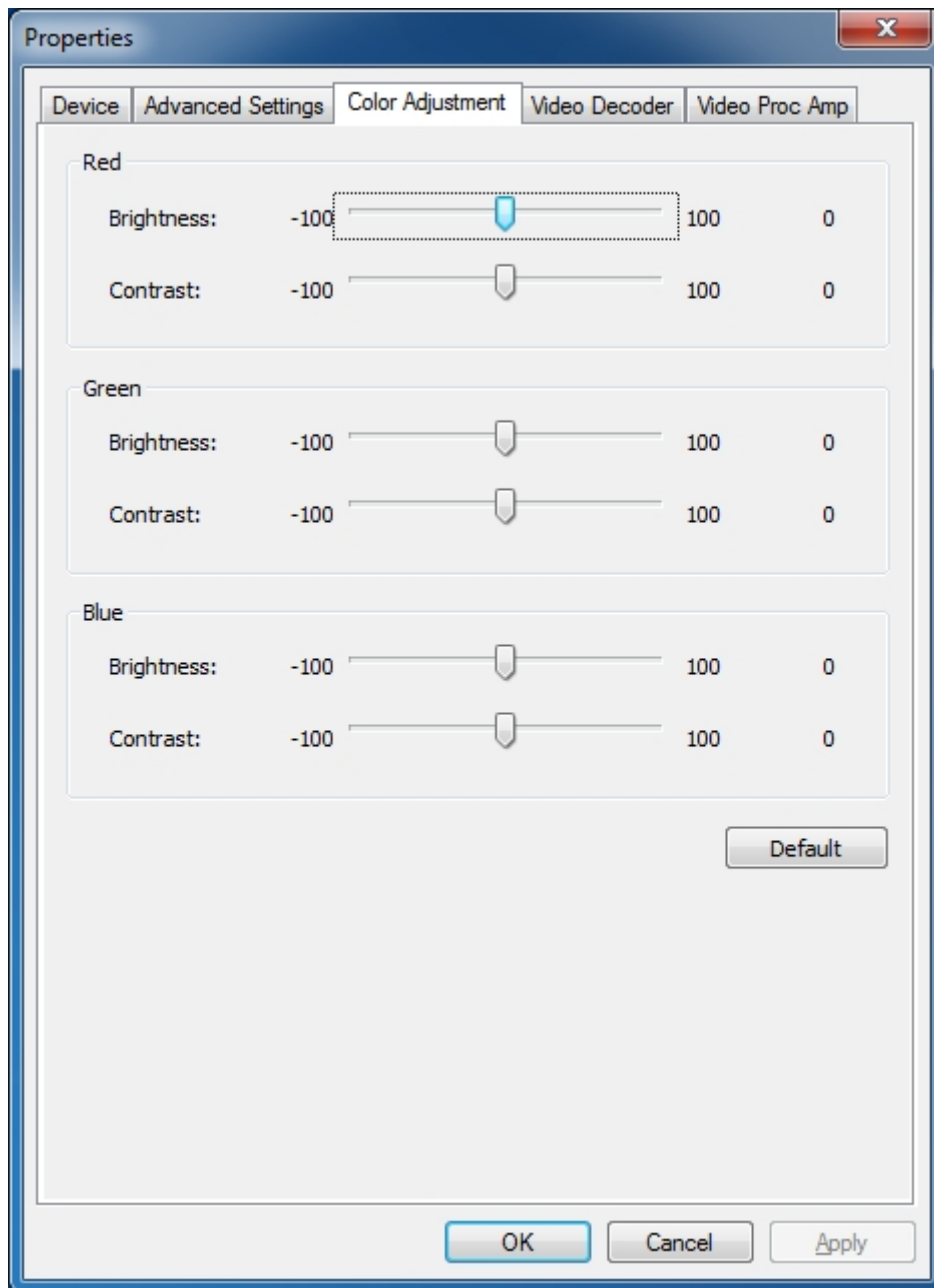 Properties
Device Advanced Settings Color Adjustment Video Decoder Video Proc Amp
Red
Brightness: -100 100 0
Contrast: -100 100 0
Green
Brightness: -100 100 0
Contrast: -100 100 0
Blue
Brightness: -100 100 0
Contrast: -100 100 0
Default
OK Cancel Apply